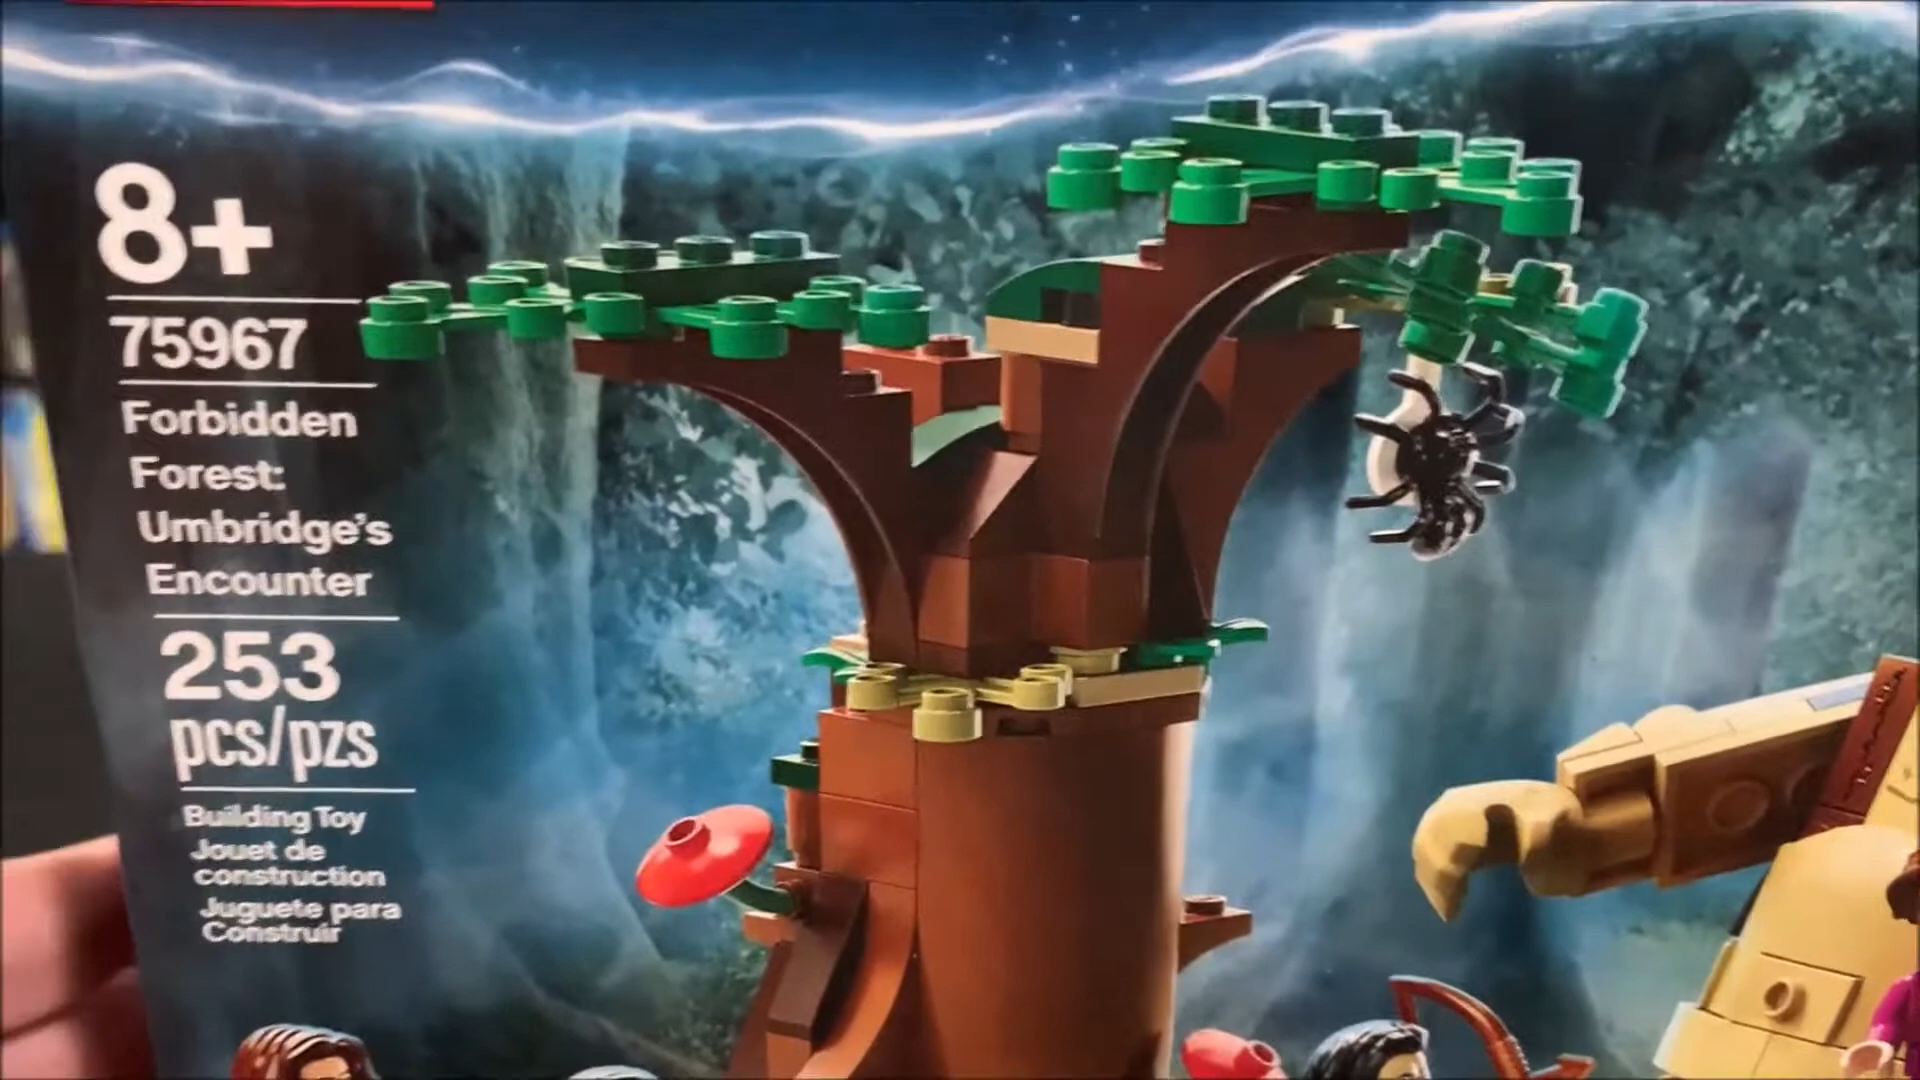 8+
75967
Forbidden
Forest:
Umbridge's
Encounter
253
pcs/pzs
Building Toy
Jouet de
construction
Juguete para
Construir